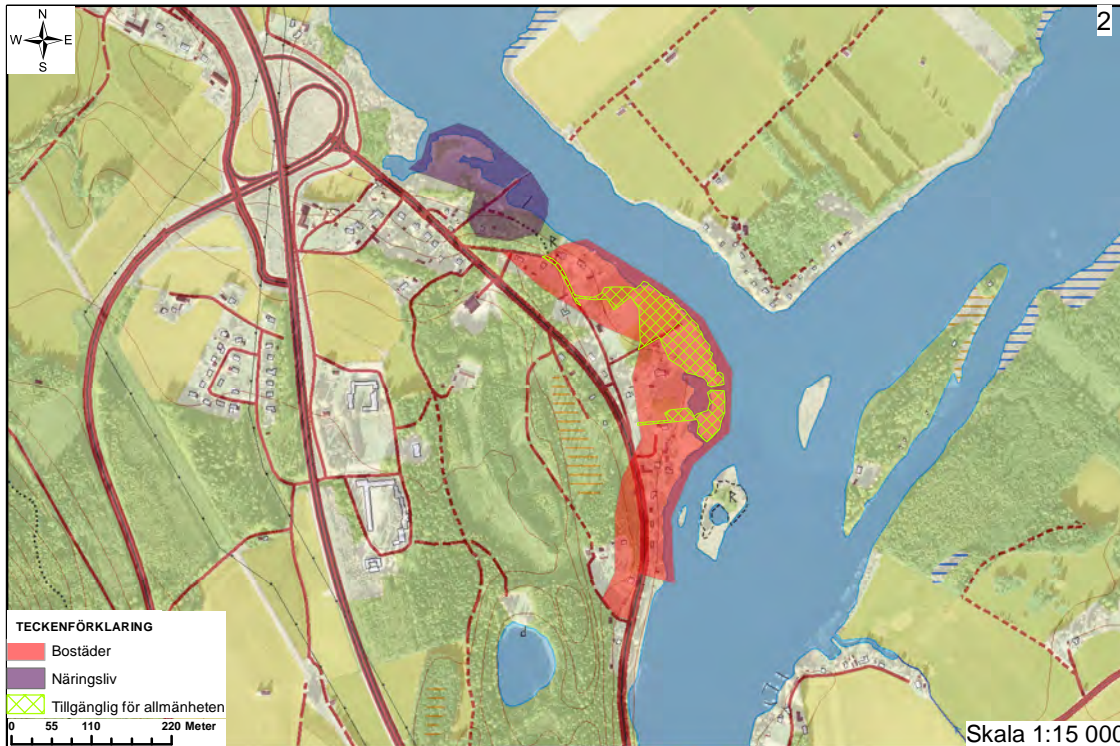 N
W E
S
2
R
R
TECKENFÖRKLARING
Bostäder
Näringsliv
Tillgänglig för allmänheten
0 55 110 220 Meter
Skala 1:15 000